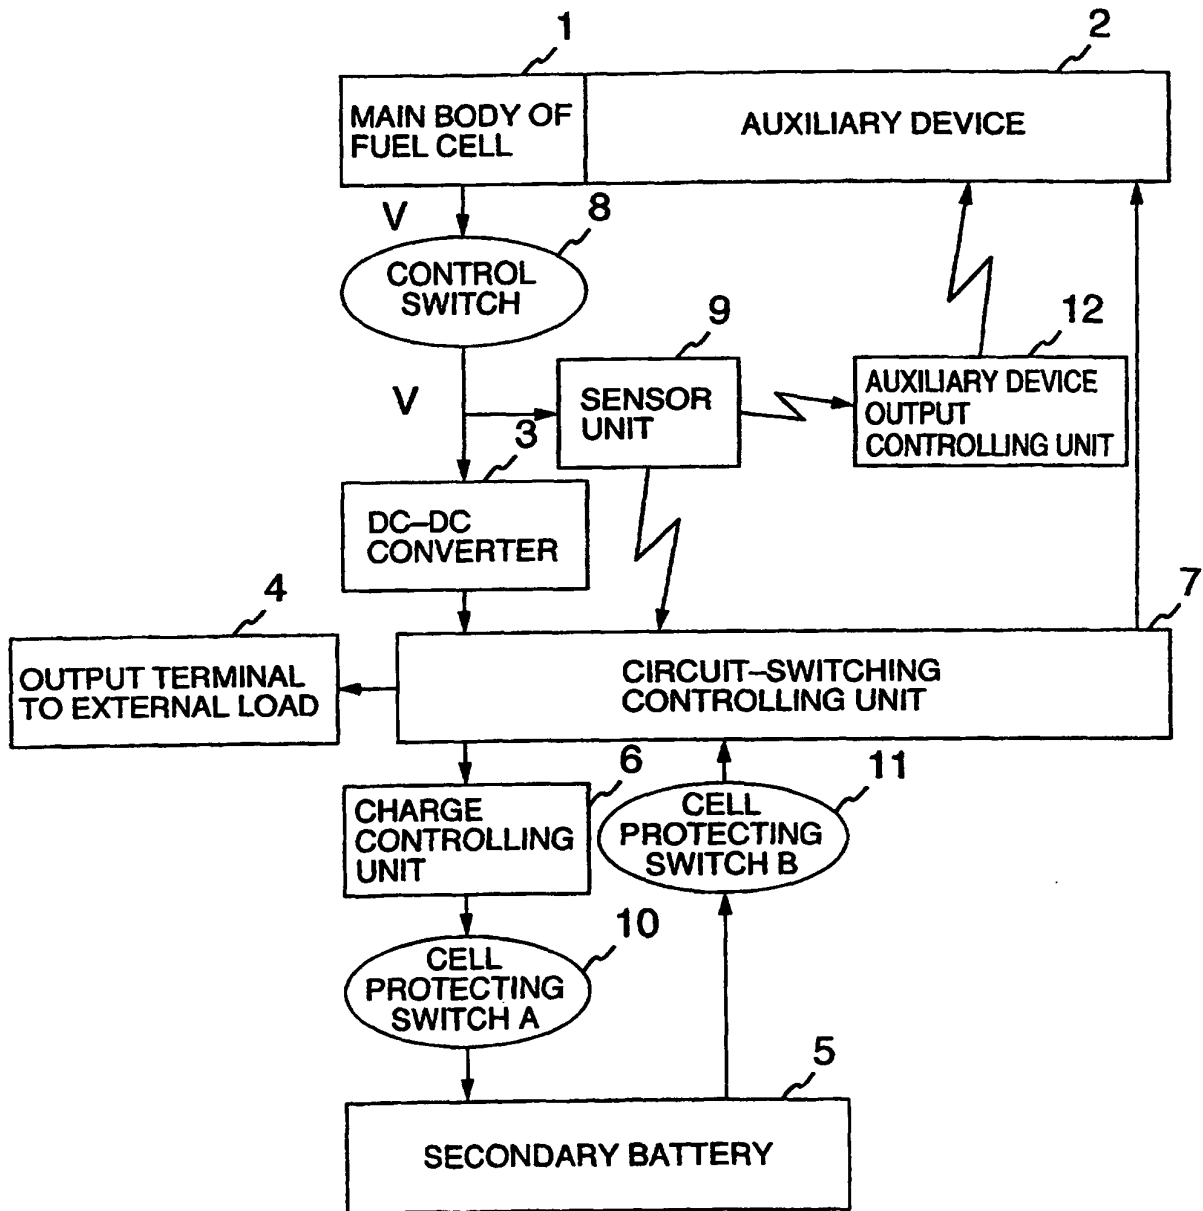 1
2
MAIN BODY OF
FUEL CELL
AUXILIARY DEVICE
V
8
CONTROL
SWITCH
9
12
V
SENSOR
UNIT
AUXILIARY DEVICE
OUTPUT
CONTROLLING UNIT
3
DC–DC
CONVERTER
4
7
OUTPUT TERMINAL
TO EXTERNAL LOAD
CIRCUIT–SWITCHING
CONTROLLING UNIT
6
11
CHARGE
CONTROLLING
UNIT
CELL
PROTECTING
SWITCH B
10
CELL
PROTECTING
SWITCH A
5
SECONDARY BATTERY